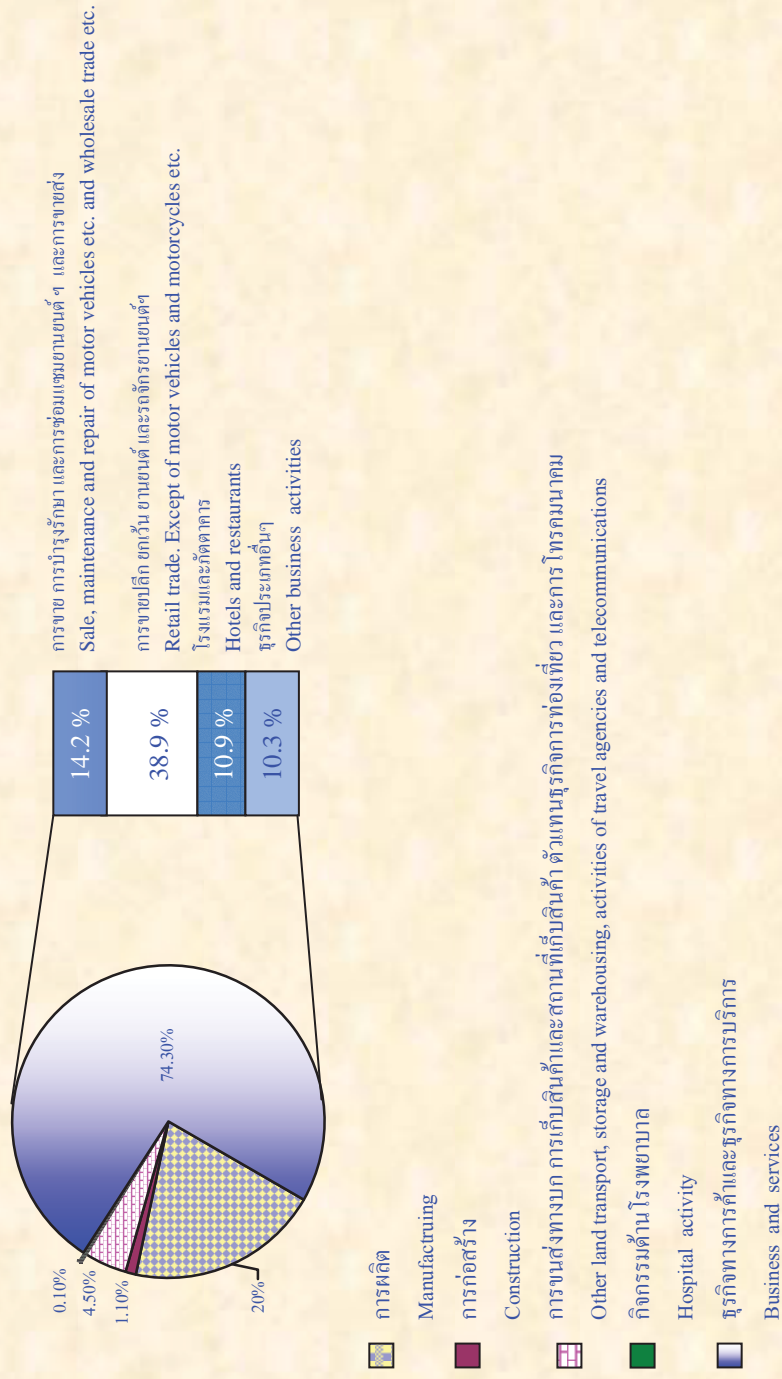 การขาย การบำรุงรักษา และการซ่อมแซมยานยนต์ ฯ และการขายส่ง
Sale, maintenance and repair of motor vehicles etc. and wholesale trade etc.
การขายปลีก ยกเว้น ยานยนต์ และรถจักรยานยนต์ฯ
Retail trade. Except of motor vehicles and motorcycles etc.
โรงแรมและภัตตาคาร
Hotels and restaurants
ธุรกิจประเภทอื่นๆ
Other business activities
14.2 %
38.9 %
10.9 %
10.3 %
74.30%
0.10%
4.50%
1.10%
20%
การผลิต
Manufactruing
การก่อสร้าง
Construction
การขนส่งทางบก การเก็บสินค้าและสถานที่เก็บสินค้า ตัวแทนธุรกิจการท่องเที่ยว และการโทรคมนาคม
Other land transport, storage and warehousing, activities of travel agencies and telecommunications
กิจกรรมด้านโรงพยาบาล
Hospital activity
ธุรกิจทางการค้าและธุรกิจทางการบริการ
Business and services